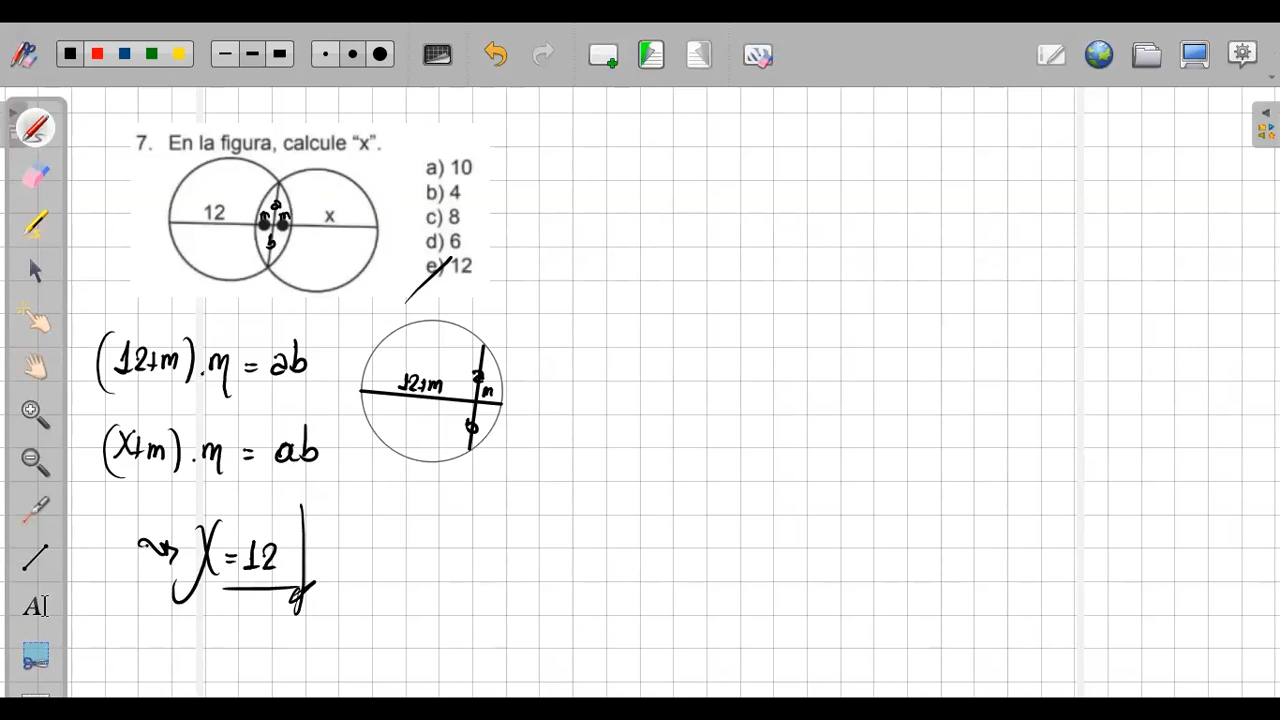 7. En la figura, calcule “x”.
a) 10
b) 4
c) 8
d) 6
e) 12
12
m
a
m
x
b
(12+m).m = ab
12+m
a
m
b
(x+m).m = ab
x = 12
A